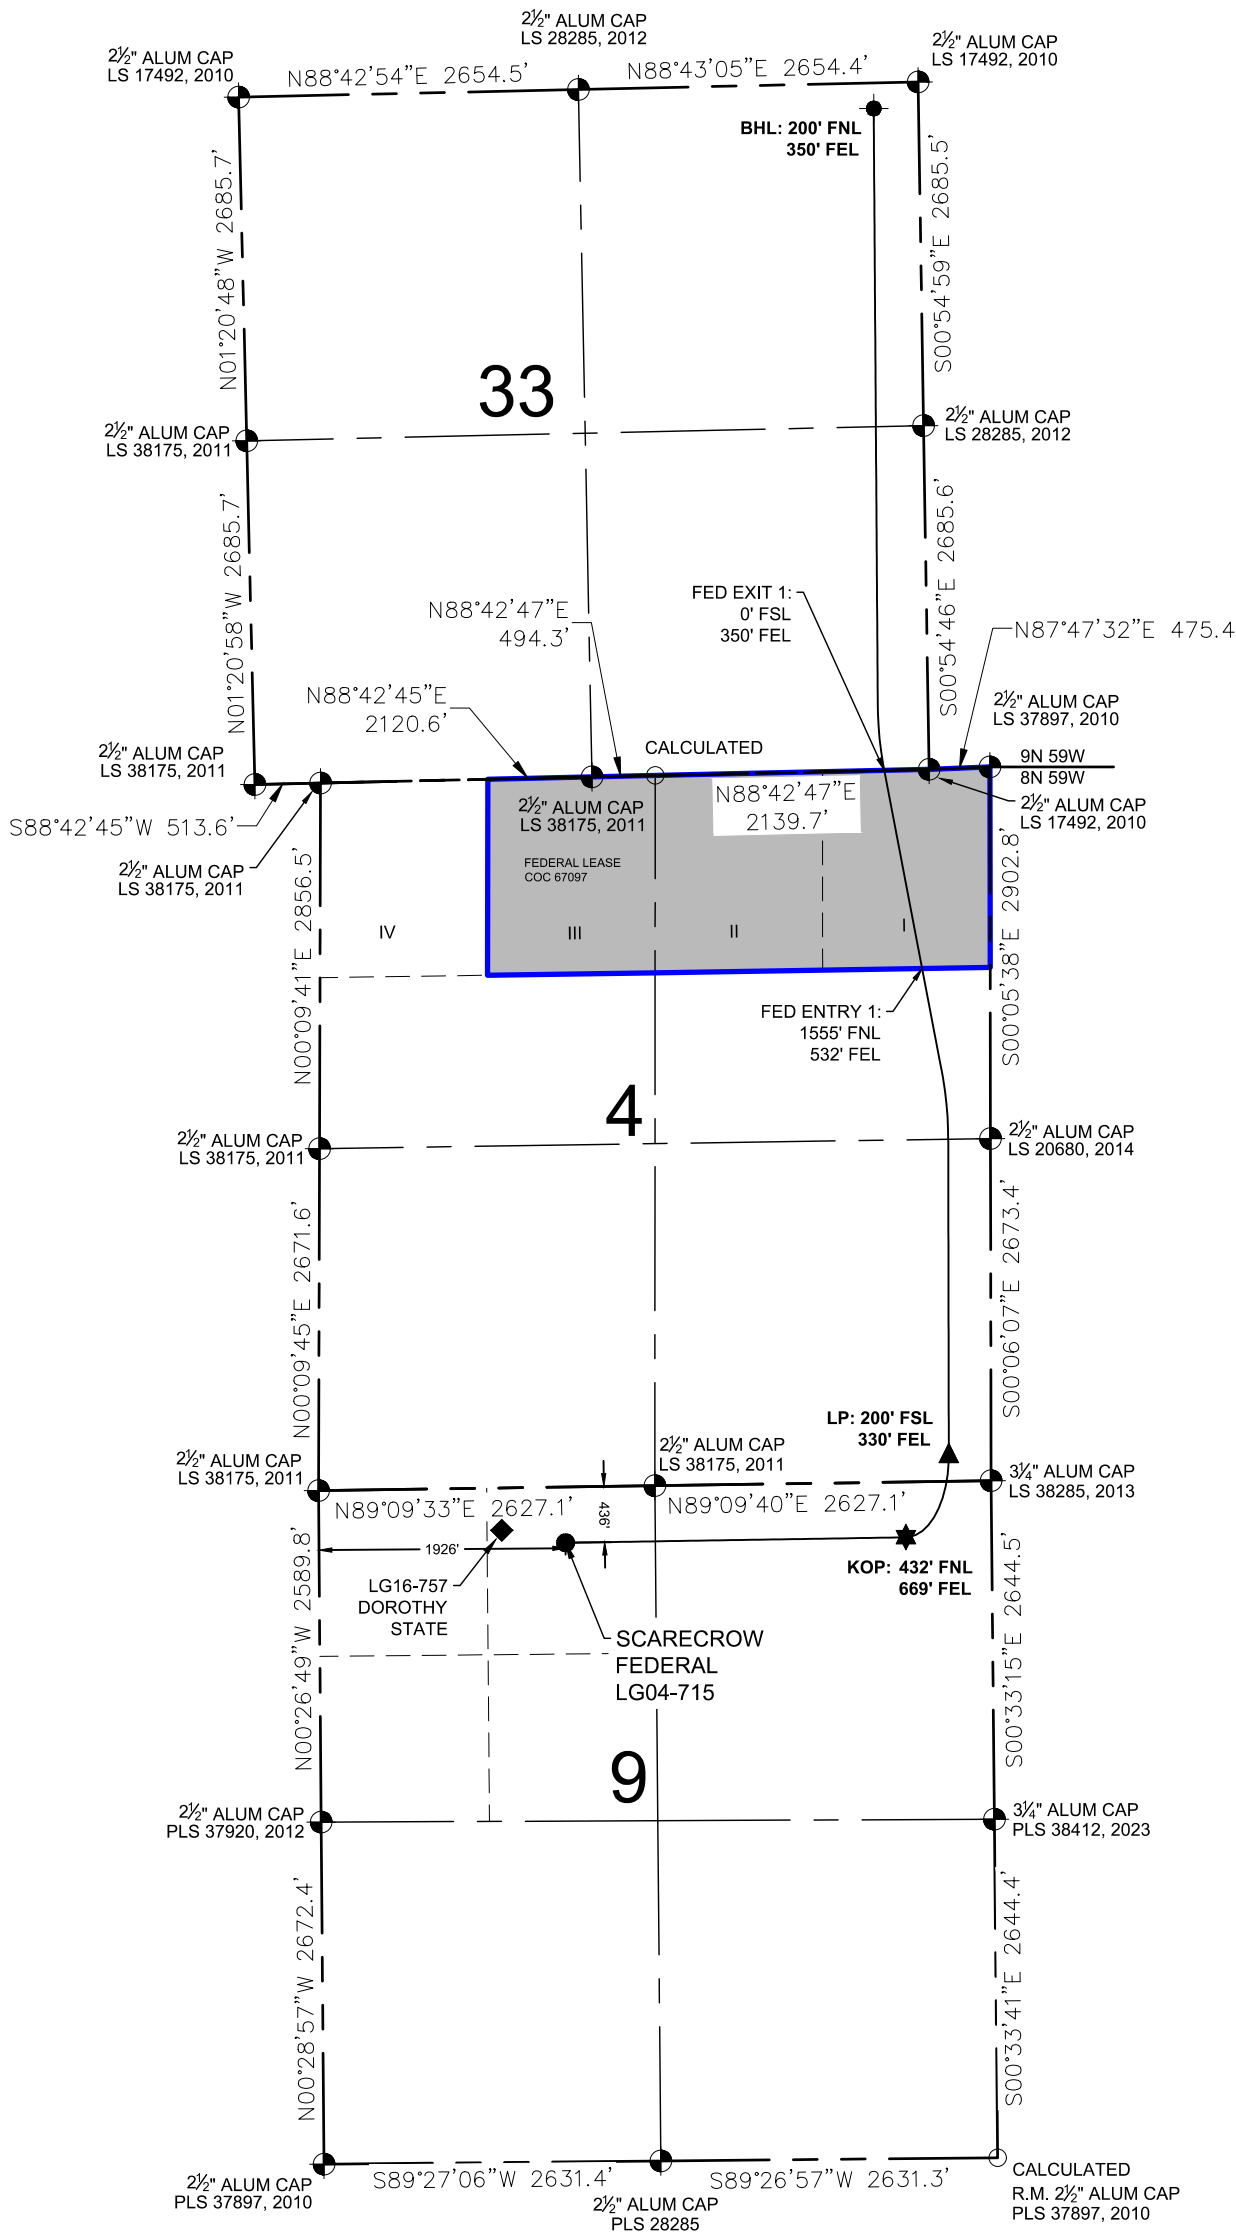 2½" ALUM CAP
LS 28285, 2012
2½" ALUM CAP
LS 17492, 2010
2½" ALUM CAP
LS 17492, 2010
N88°42'54"E 2654.5'
N88°43'05"E 2654.4'
BHL: 200' FNL
350' FEL
N01°20'48"W 2685.7'
S00°54'59"E 2685.5'
33
2½" ALUM CAP
LS 38175, 2011
2½" ALUM CAP
LS 28285, 2012
N01°20'58"W 2685.7'
S00°54'46"E 2685.6'
FED EXIT 1:
0' FSL
350' FEL
N88°42'47"E
494.3'
N87°47'32"E 475.4
N88°42'45"E
2120.6'
2½" ALUM CAP
LS 37897, 2010
2½" ALUM CAP
LS 38175, 2011
CALCULATED
9N 59W
8N 59W
S88°42'45"W 513.6'
2½" ALUM CAP
LS 38175, 2011
N88°42'47"E
2139.7'
2½" ALUM CAP
LS 17492, 2010
2½" ALUM CAP
LS 38175, 2011
FEDERAL LEASE
COC 67097
IV
III
II
I
N00°09'41"E 2856.5'
S00°05'38"E 2902.8'
FED ENTRY 1:
1555' FNL
532' FEL
4
2½" ALUM CAP
LS 38175, 2011
2½" ALUM CAP
LS 20680, 2014
N00°09'45"E 2671.6'
S00°06'07"E 2673.4'
LP: 200' FSL
330' FEL
2½" ALUM CAP
LS 38175, 2011
2½" ALUM CAP
LS 38175, 2011
3¼" ALUM CAP
LS 38285, 2013
N89°09'33"E 2627.1'
436'
N89°09'40"E 2627.1'
1926'
KOP: 432' FNL
669' FEL
LG16-757
DOROTHY
STATE
SCARECROW
FEDERAL
LG04-715
N00°26'49"W 2589.8'
S00°33'15"E 2644.5'
9
2½" ALUM CAP
PLS 37920, 2012
3¼" ALUM CAP
PLS 38412, 2023
N00°28'57"W 2672.4'
S00°33'41"E 2644.4'
2½" ALUM CAP
PLS 37897, 2010
S89°27'06"W 2631.4'
S89°26'57"W 2631.3'
2½" ALUM CAP
PLS 28285
CALCULATED
R.M. 2½" ALUM CAP
PLS 37897, 2010